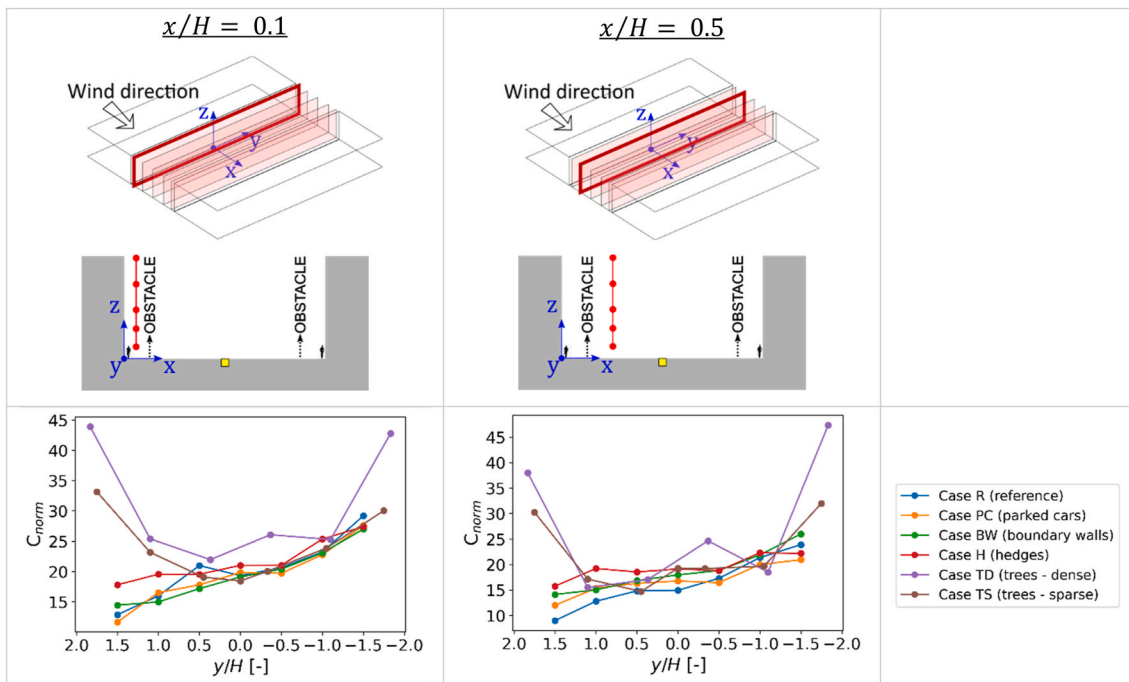 x/H = 0.1
x/H = 0.5
Wind direction
z
y
x
Wind direction
z
y
x
OBSTACLE
OBSTACLE
z
y
x
OBSTACLE
OBSTACLE
z
y
x
45
40
35
30
25
20
15
2.0 1.5 1.0 0.5 0.0 −0.5 −1.0 −1.5 −2.0
C_norm
y/H [-]
45
40
35
30
25
20
15
10
2.0 1.5 1.0 0.5 0.0 −0.5 −1.0 −1.5 −2.0
C_norm
y/H [-]
Case R (reference)
Case PC (parked cars)
Case BW (boundary walls)
Case H (hedges)
Case TD (trees - dense)
Case TS (trees - sparse)